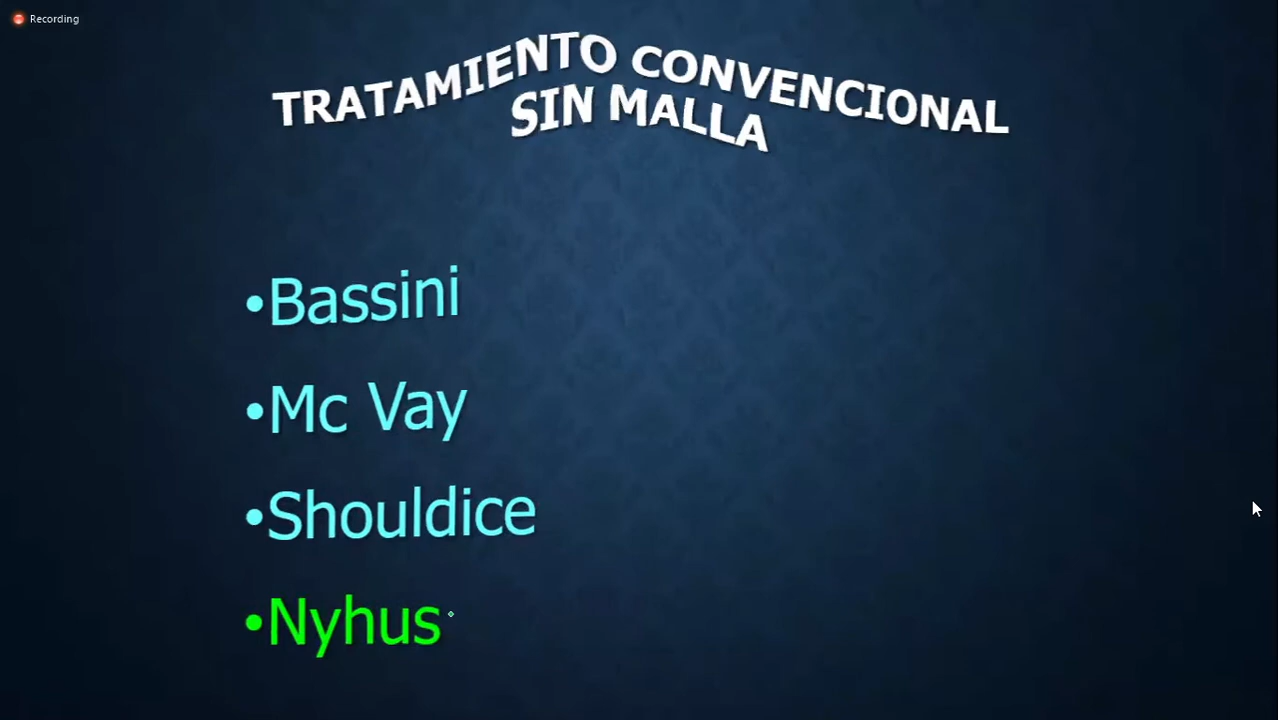 Recording
TRATAMIENTO CONVENCIONAL
SIN MALLA
•Bassini
•Mc Vay
•Shouldice
•Nyhus